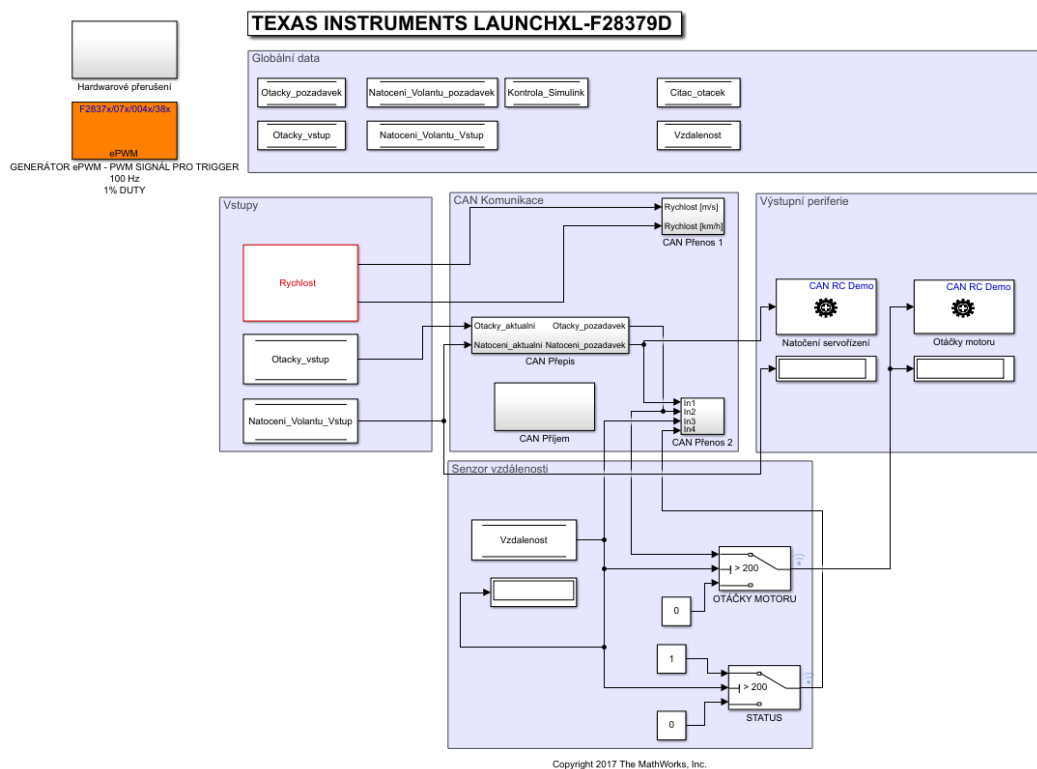 TEXAS INSTRUMENTS LAUNCHXL-F28379D
Hardwarové přerušení
F2837x/07x/004x/38x
ePWM
GENERÁTOR ePWM - PWM SIGNÁL PRO TRIGGER
100 Hz
1% DUTY
Globální data
Otacky_pozadavek
Natoceni_Volantu_pozadavek
Kontrola_Simulink
Citac_otacek
Otacky_vstup
Natoceni_Volantu_Vstup
Vzdalenost
Vstupy
Rychlost
Otacky_vstup
Natoceni_Volantu_Vstup
CAN Komunikace
Rychlost [m/s]
Rychlost [km/h]
CAN Přenos 1
Otacky_aktualni
Otacky_pozadavek
Natoceni_aktualni
Natoceni_pozadavek
CAN Přepis
CAN Příjem
In1
In2
In3
In4
CAN Přenos 2
Výstupní periferie
CAN RC Demo
Natočení servořízení
CAN RC Demo
Otáčky motoru
Senzor vzdálenosti
Vzdalenost
> 200
OTÁČKY MOTORU
0
1
> 200
STATUS
0
Copyright 2017 The MathWorks, Inc.